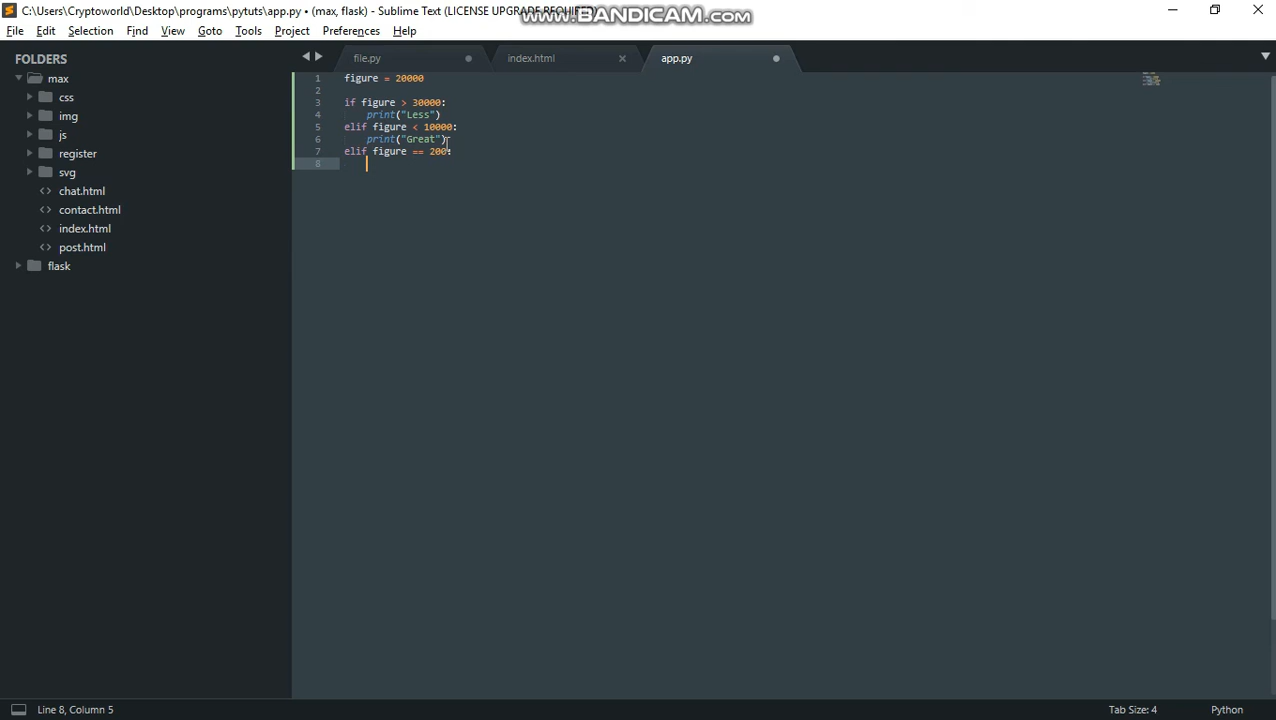 C:\Users\Cryptoworld\Desktop\programs\pytuts\app.py • (max, flask) - Sublime Text (LICENSE UPGRADE REQUIRED)
www.BANDICAM.com
File Edit Selection Find View Goto Tools Project Preferences Help
FOLDERS
max
css
img
js
register
svg
chat.html
contact.html
index.html
post.html
flask
file.py
index.html
app.py
1 figure = 20000
2
3 if figure > 30000:
4 print("Less")
5 elif figure < 10000:
6 print("Great")
7 elif figure == 200:
8
Line 8, Column 5
Tab Size: 4
Python